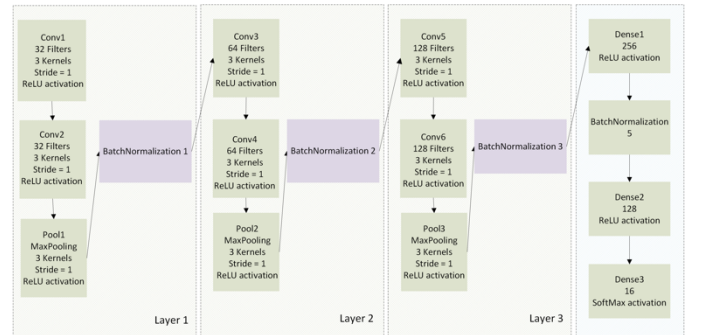 Conv1
32 Filters
3 Kernels
Stride = 1
ReLU activation
Conv2
32 Filters
3 Kernels
Stride = 1
ReLU activation
Pool1
MaxPooling
3 Kernels
Stride = 1
ReLU activation
BatchNormalization 1
Layer 1
Conv3
64 Filters
3 Kernels
Stride = 1
ReLU activation
Conv4
64 Filters
3 Kernels
Stride = 1
ReLU activation
Pool2
MaxPooling
3 Kernels
Stride = 1
ReLU activation
BatchNormalization 2
Layer 2
Conv5
128 Filters
3 Kernels
Stride = 1
ReLU activation
Conv6
128 Filters
3 Kernels
Stride = 1
ReLU activation
Pool3
MaxPooling
3 Kernels
Stride = 1
ReLU activation
BatchNormalization 3
Layer 3
Dense1
256
ReLU activation
BatchNormalization
5
Dense2
128
ReLU activation
Dense3
16
SoftMax activation